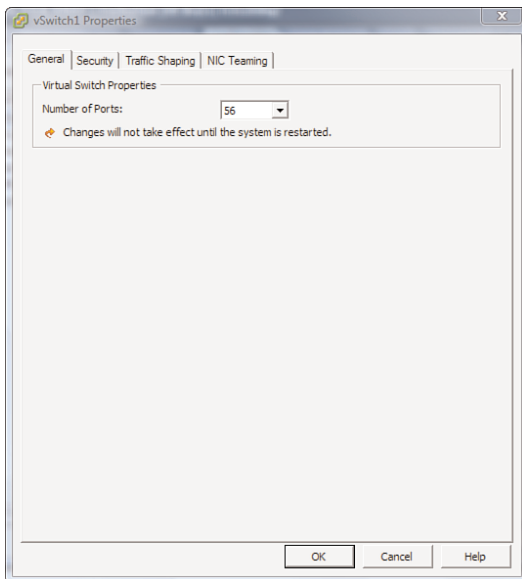 vSwitch1 Properties
X
General Security Traffic Shaping NIC Teaming
Virtual Switch Properties
Number of Ports: 56
Changes will not take effect until the system is restarted.
OK Cancel Help